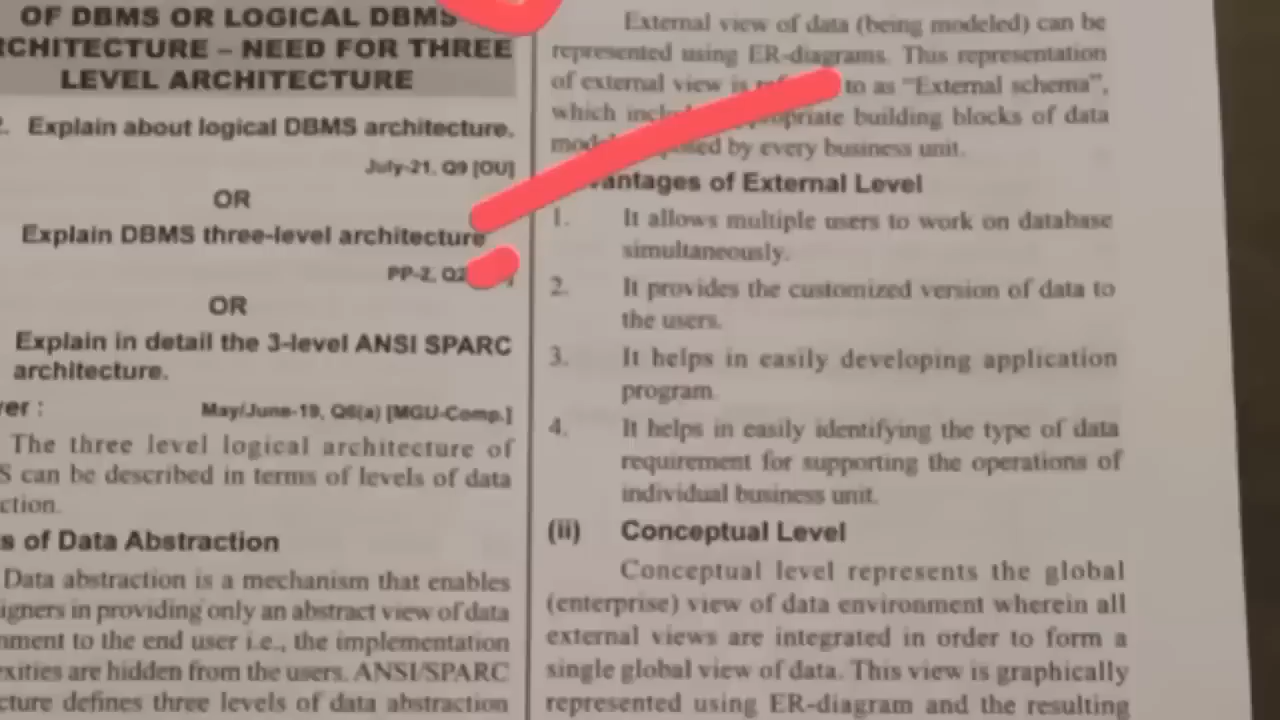 OF DBMS OR LOGICAL DBMS
RCHITECTURE – NEED FOR THREE
LEVEL ARCHITECTURE
2. Explain about logical DBMS architecture.
July-21, Q9 [OU]
OR
Explain DBMS three-level architecture
PP-2,
OR
Explain in detail the 3-level ANSI SPARC
architecture.
ver : May/June-19, Q6(a) [MGU-Comp.]
The three level logical architecture of
S can be described in terms of levels of data
ction.
s of Data Abstraction
Data abstraction is a mechanism that enables
igners in providing only an abstract view of data
nment to the end user i.e., the implementation
exities are hidden from the users. ANSI/SPARC
cture defines three levels of data abstraction
External view of data (being modeled) can be
represented using ER-diagrams. This representation
of external view is to as “External schema”,
which building blocks of data
by every business unit.
antages of External Level
1. It allows multiple users to work on database
simultaneously.
2. It provides the customized version of data to
the users.
3. It helps in easily developing application
program.
4. It helps in easily identifying the type of data
requirement for supporting the operations of
individual business unit.
(ii) Conceptual Level
Conceptual level represents the global
(enterprise) view of data environment wherein all
external views are integrated in order to form a
single global view of data. This view is graphically
represented using ER-diagram and the resulting